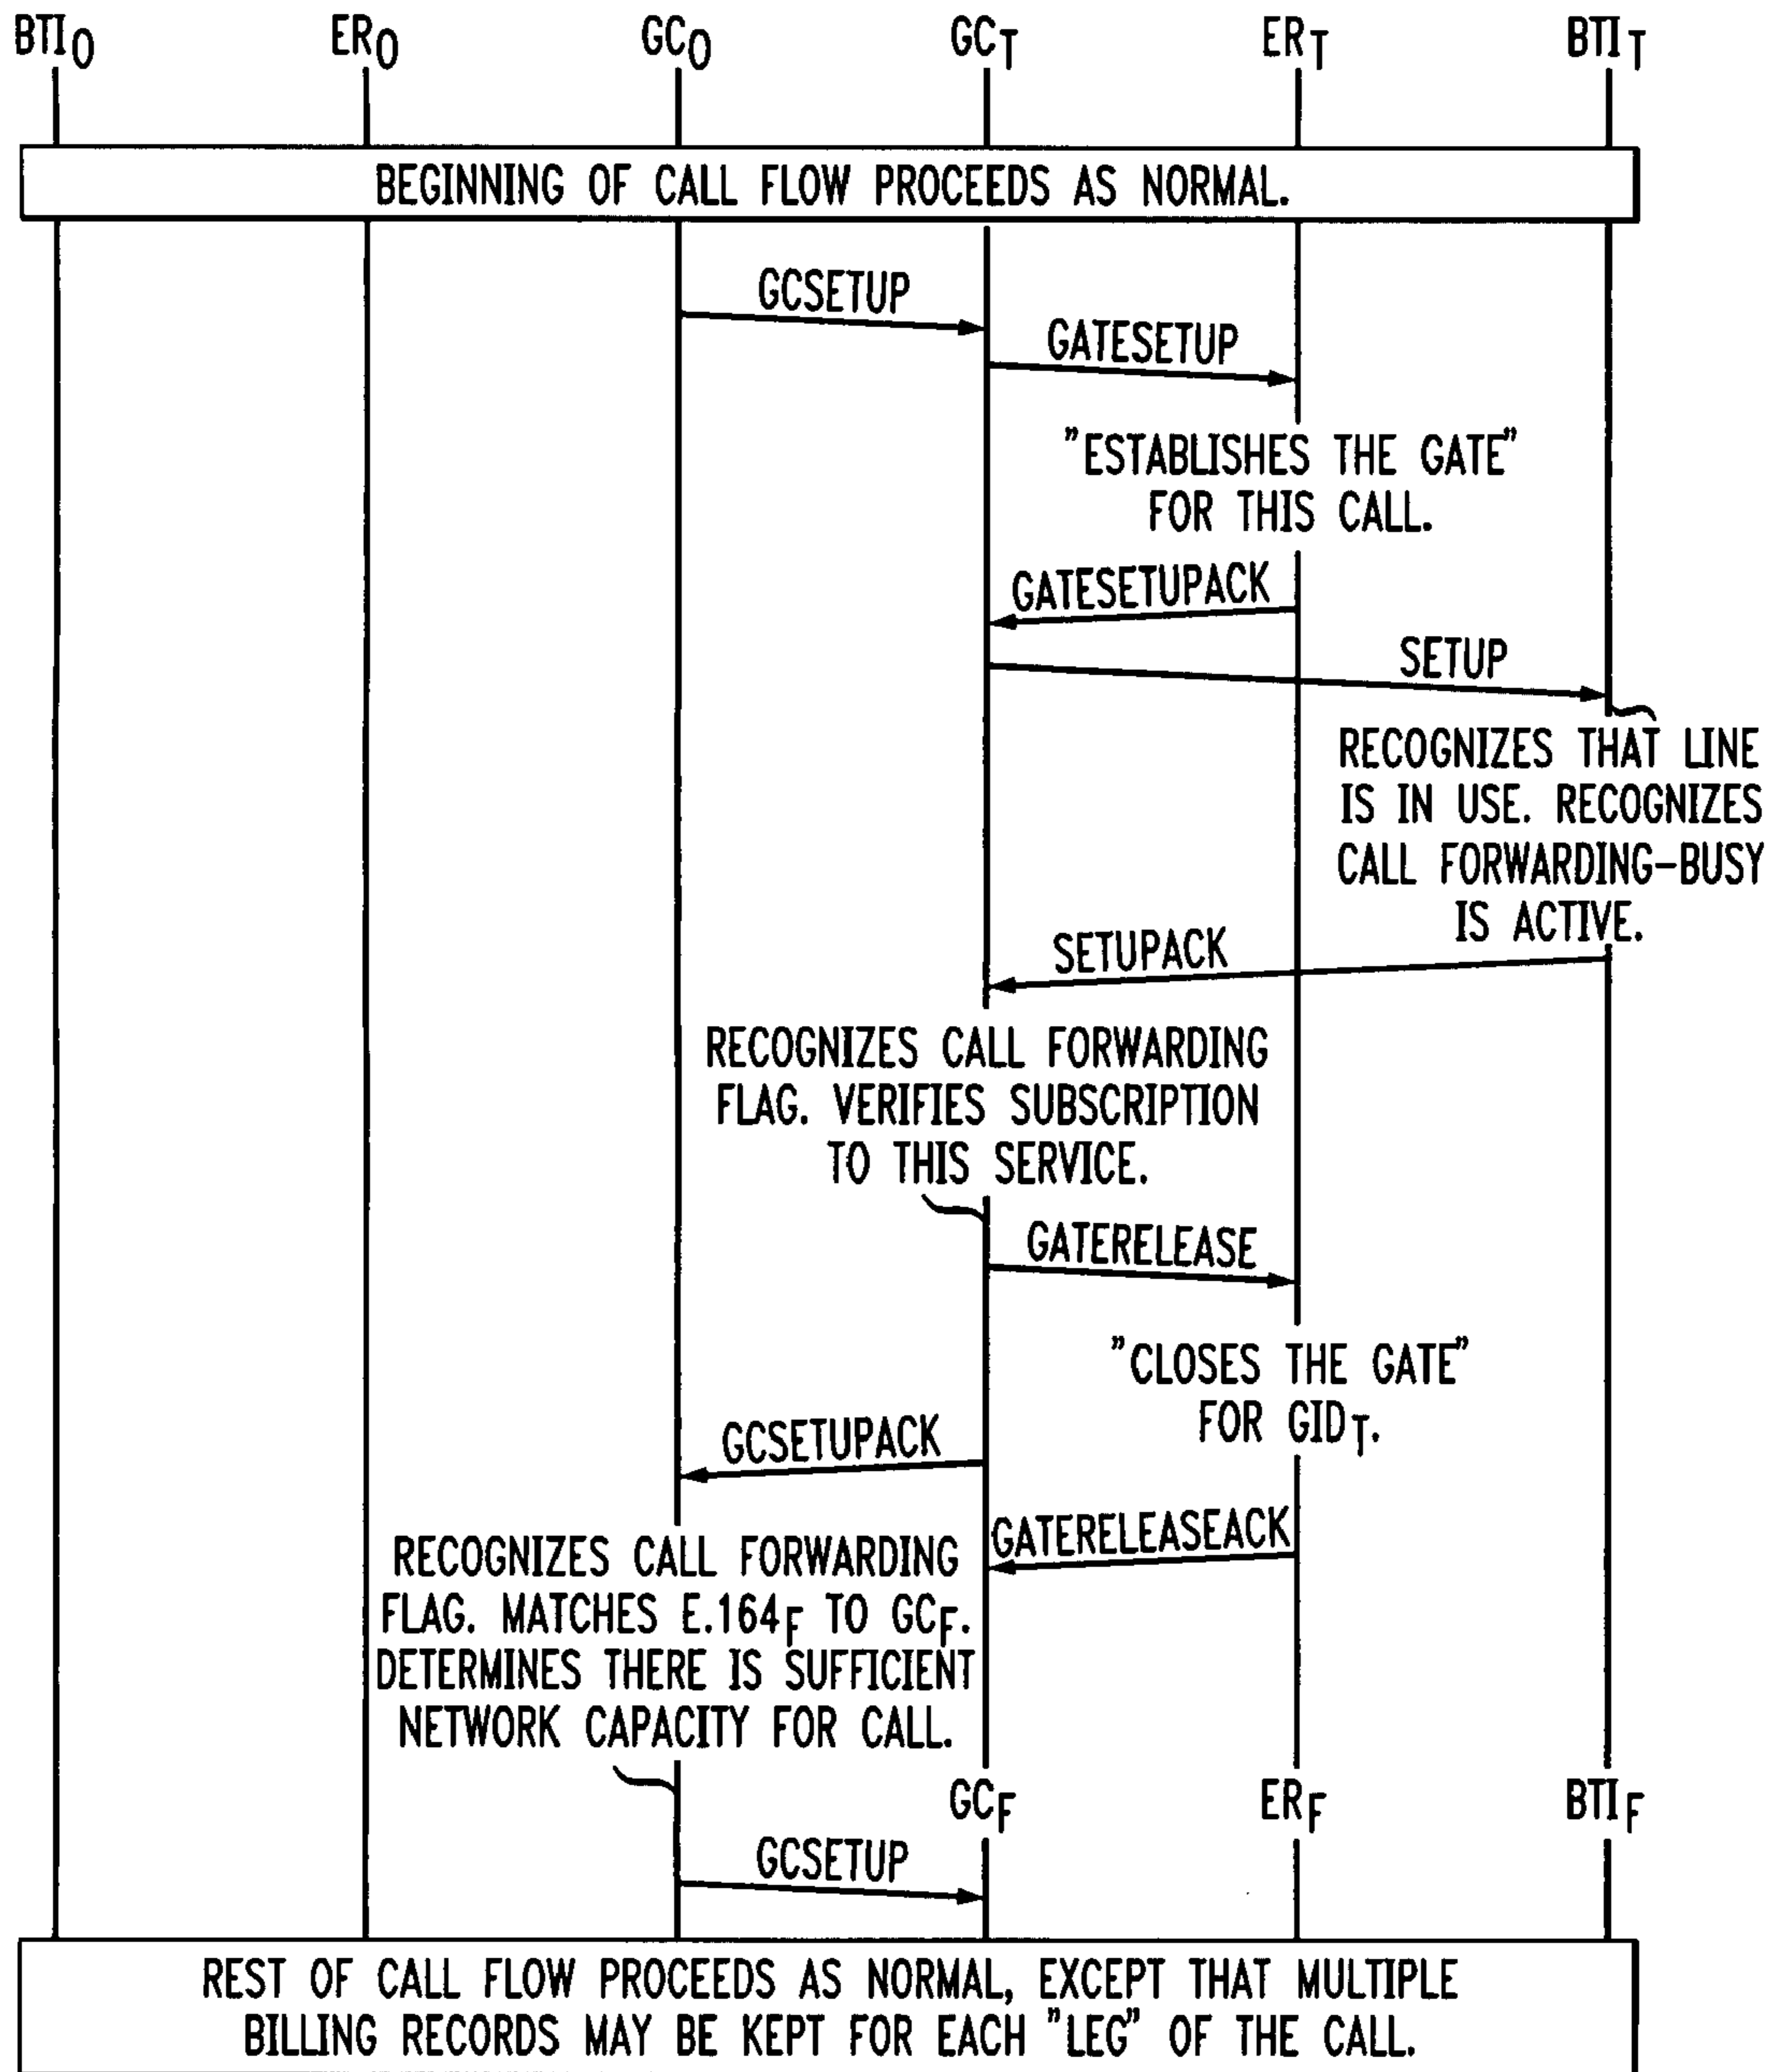 BTIO ERO GCO GCT ERT BTIT
BEGINNING OF CALL FLOW PROCEEDS AS NORMAL.
GCSETUP
GATESETUP
"ESTABLISHES THE GATE"
FOR THIS CALL.
GATESETUPACK
SETUP
RECOGNIZES THAT LINE
IS IN USE. RECOGNIZES
CALL FORWARDING-BUSY
IS ACTIVE.
SETUPACK
RECOGNIZES CALL FORWARDING
FLAG. VERIFIES SUBSCRIPTION
TO THIS SERVICE.
GATERELEASE
"CLOSES THE GATE"
FOR GIDT.
GCSETUPACK
GATERELEASEACK
RECOGNIZES CALL FORWARDING
FLAG. MATCHES E.164F TO GCF.
DETERMINES THERE IS SUFFICIENT
NETWORK CAPACITY FOR CALL.
GCF ERF BTIF
GCSETUP
REST OF CALL FLOW PROCEEDS AS NORMAL, EXCEPT THAT MULTIPLE
BILLING RECORDS MAY BE KEPT FOR EACH "LEG" OF THE CALL.